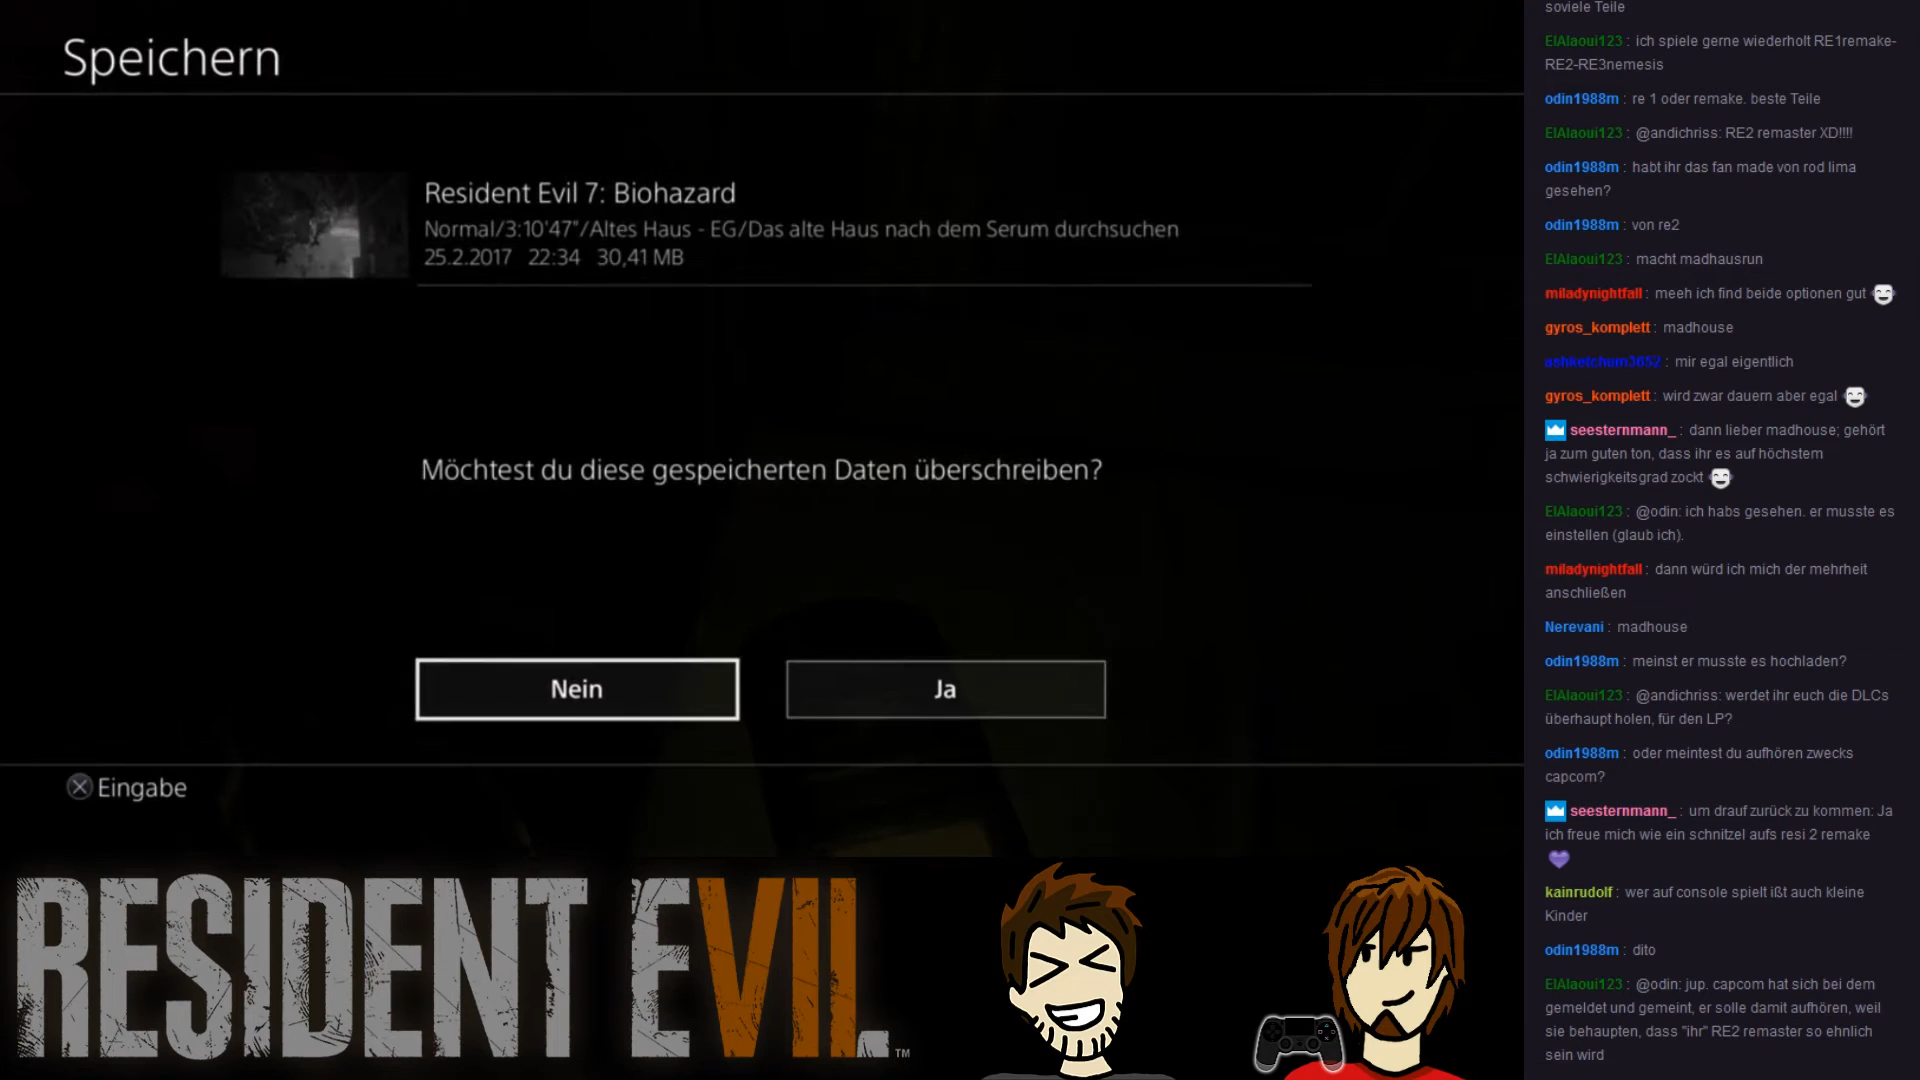 Speichern
Resident Evil 7: Biohazard
Normal/3:10'47"/Altes Haus - EG/Das alte Haus nach dem Serum durchsuchen
25.2.2017 22:34 30,41 MB
Möchtest du diese gespeicherten Daten überschreiben?
Nein
Ja
Eingabe
RESIDENT EVII.
TM
soviele Teile
ElAlaoui123 : ich spiele gerne wiederholt RE1remake-
RE2-RE3nemesis
odin1988m : re 1 oder remake. beste Teile
ElAlaoui123 : @andichriss: RE2 remaster XD!!!!
odin1988m : habt ihr das fan made von rod lima
gesehen?
odin1988m : von re2
ElAlaoui123 : macht madhausrun
miladynightfall : meeh ich find beide optionen gut
gyros_komplett : madhouse
ashketchum3652 : mir egal eigentlich
gyros_komplett : wird zwar dauern aber egal
seesternmann_ : dann lieber madhouse; gehört
ja zum guten ton, dass ihr es auf höchstem
schwierigkeitsgrad zockt
ElAlaoui123 : @odin: ich habs gesehen. er musste es
einstellen (glaub ich).
miladynightfall : dann würd ich mich der mehrheit
anschließen
Nerevani : madhouse
odin1988m : meinst er musste es hochladen?
ElAlaoui123 : @andichriss: werdet ihr euch die DLCs
überhaupt holen, für den LP?
odin1988m : oder meintest du aufhören zwecks
capcom?
seesternmann_ : um drauf zurück zu kommen: Ja
ich freue mich wie ein schnitzel aufs resi 2 remake
kainrudolf : wer auf console spielt ißt auch kleine
Kinder
odin1988m : dito
ElAlaoui123 : @odin: jup. capcom hat sich bei dem
gemeldet und gemeint, er solle damit aufhören, weil
sie behaupten, dass "ihr" RE2 remaster so ehnlich
sein wird